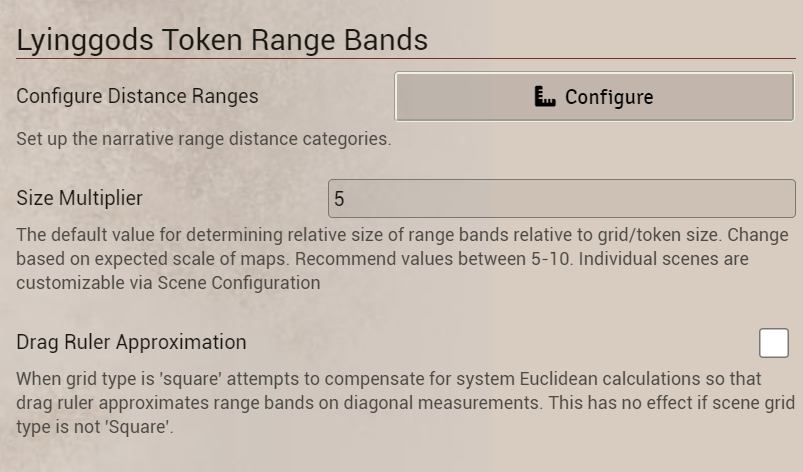 Lyinggods Token Range Bands
Configure Distance Ranges
Configure
Set up the narrative range distance categories.
Size Multiplier
5
The default value for determining relative size of range bands relative to grid/token size. Change
based on expected scale of maps. Recommend values between 5-10. Individual scenes are
customizable via Scene Configuration
Drag Ruler Approximation
When grid type is 'square' attempts to compensate for system Euclidean calculations so that
drag ruler approximates range bands on diagonal measurements. This has no effect if scene grid
type is not 'Square'.